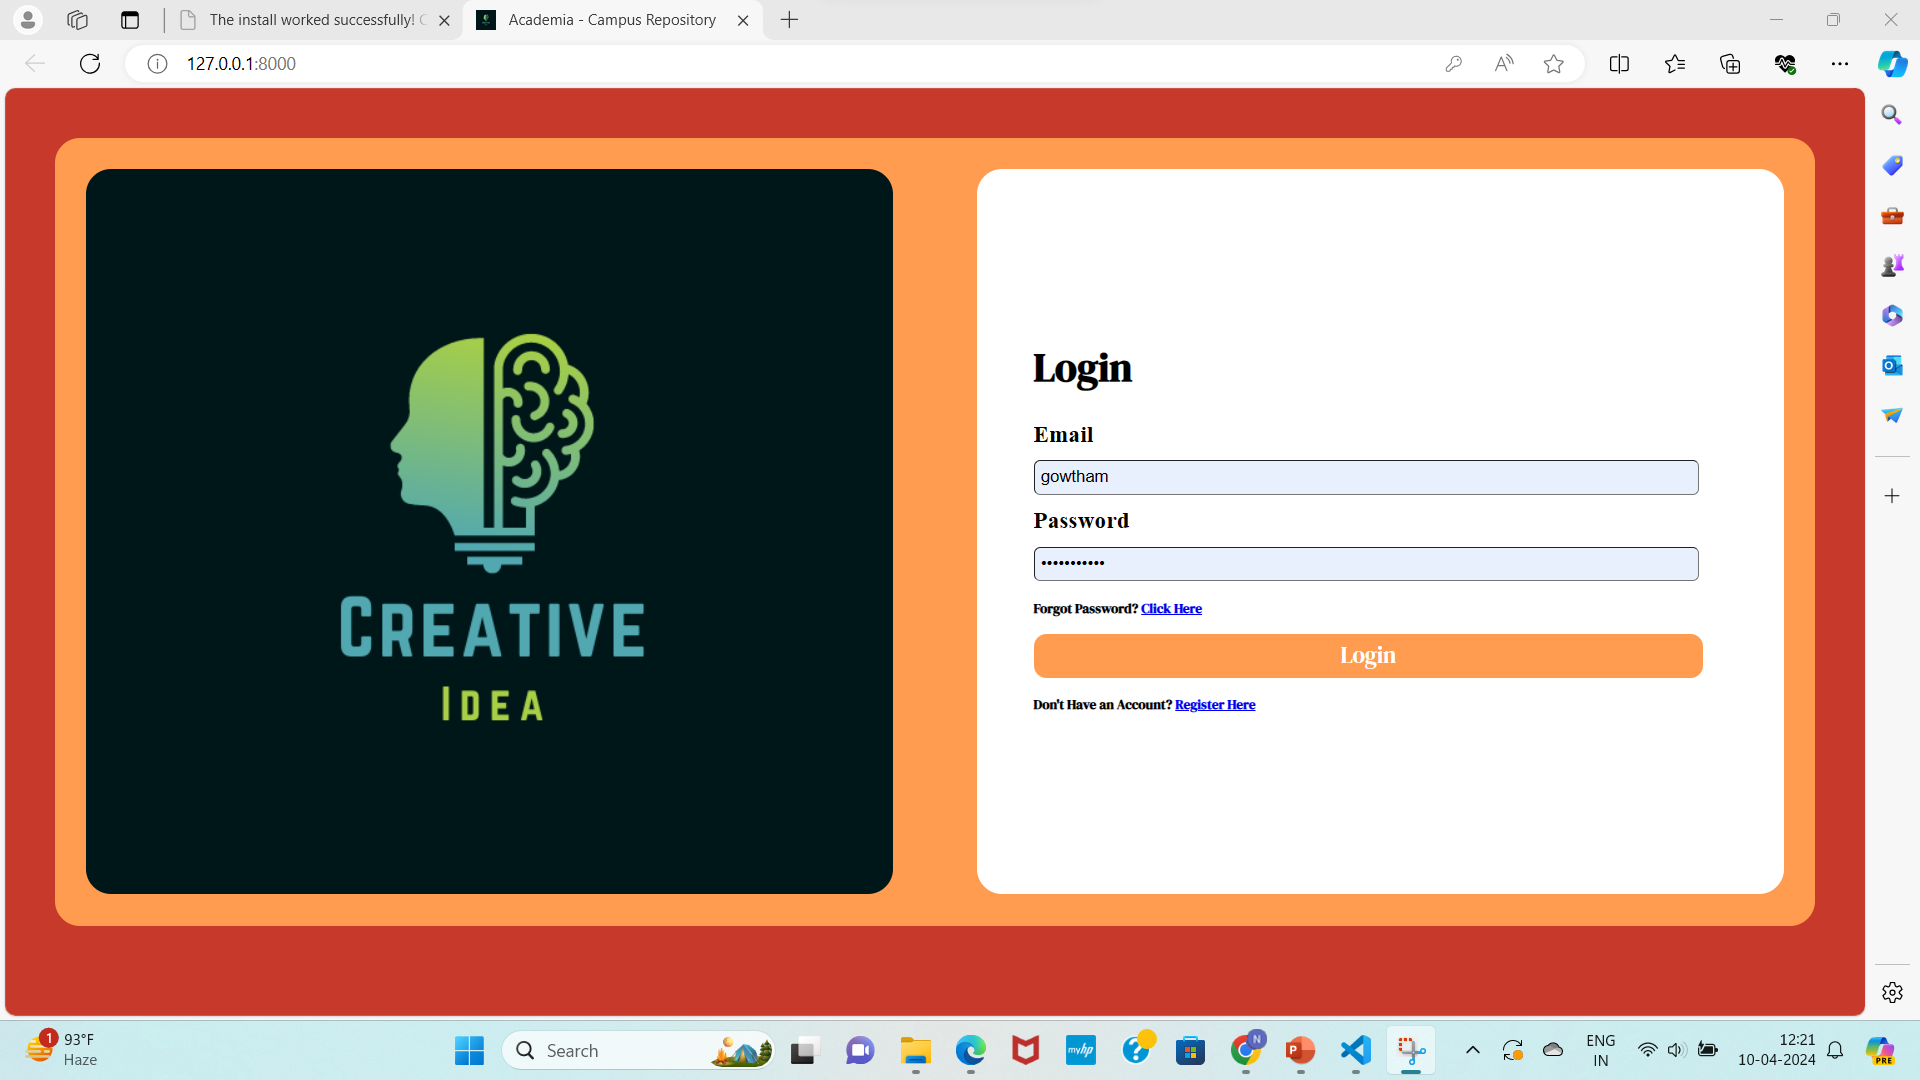 The install worked successfully!
Academia - Campus Repository
127.0.0.1:8000
CREATIVE
IDEA
Login
Email
gowtham
Password
•••••••••••
Forgot Password? Click Here
Login
Don't Have an Account? Register Here
1
93°F
Haze
Search
myhp
N
P
ENG
IN
12:21
10-04-2024
PRE